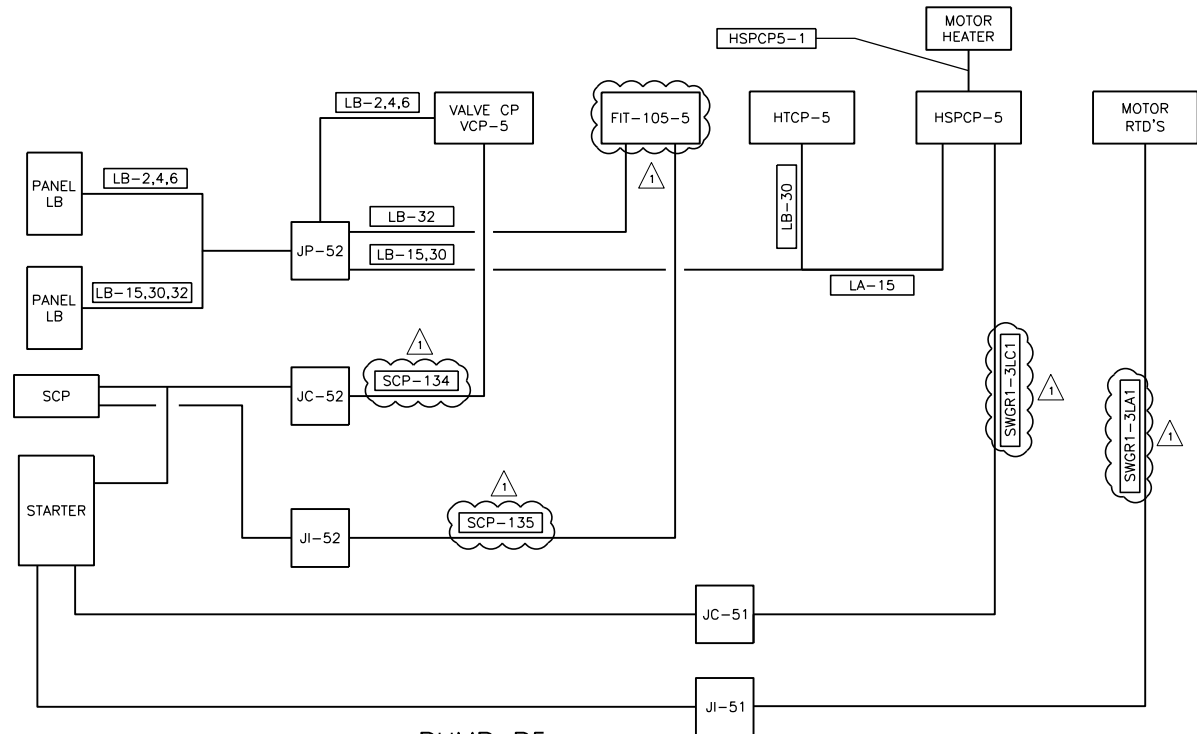 MOTOR
HEATER
HSPCP5-1
LB-2,4,6
VALVE CP
VCP-5
FIT-105-5
HTCP-5
HSPCP-5
MOTOR
RTD'S
1
PANEL
LB
LB-2,4,6
LB-30
LB-32
JP-52
LB-15,30
LA-15
PANEL
LB
LB-15,30,32
1
SCP-134
SCP
JC-52
SWGR1-3LC1
1
SWGR1-3LA1
1
STARTER
1
SCP-135
JI-52
JC-51
JI-51